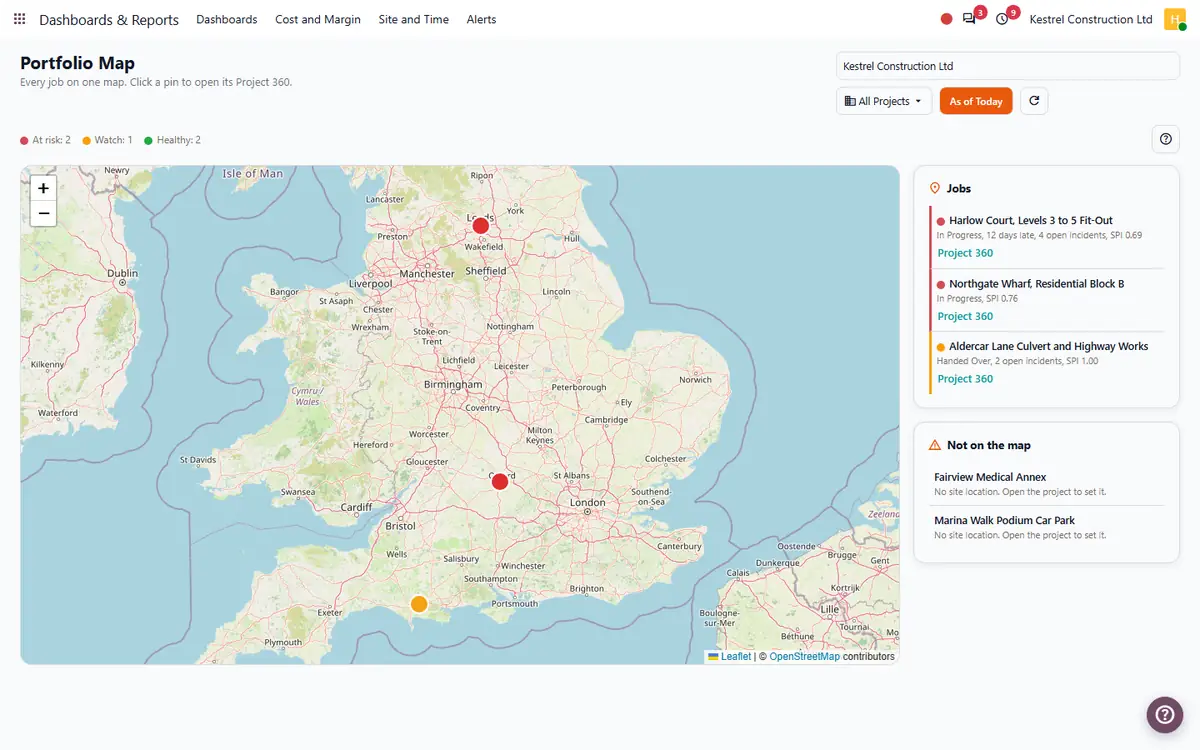 Dashboards & Reports Dashboards Cost and Margin Site and Time Alerts 3 9 Kestrel Construction Ltd H
Portfolio Map
Every job on one map. Click a pin to open its Project 360.
Kestrel Construction Ltd
All Projects As of Today
At risk: 2 Watch: 1 Healthy: 2
+
−
Newry
Isle of Man
Ripon
Lancaster
York
Preston
Wakefield
Hull
Dublin
Manchester
Sheffield
Liverpool
Bangor
St Asaph
Chester
Lincoln
Wrexham
Stoke-on-
Trent
Nottingham
Kilkenny
Lichfield
Leicester
Norwich
Birmingham
Peterborough
Cymru/
Wales
Ely
Coventry
Waterford
Cambridge
Worcester
Milton
Keynes
Hereford
St Davids
Gloucester
Colchester
St Albans
Swansea
Southend-
on-Sea
Cardiff
London
Bristol
Zeeland
Wells
Salisbury
Winchester
Canterbury
Oostende
Brugge
Gent
Dunkerque
Southampton
Calais
Kortrijk
Exeter
Portsmouth
Brighton
Boulogne-
sur-Mer
Lille
Tournai
Plymouth
Béthune
Mo
Leaflet | © OpenStreetMap contributors
Jobs
Harlow Court, Levels 3 to 5 Fit-Out
In Progress, 12 days late, 4 open incidents, SPI 0.69
Project 360
Northgate Wharf, Residential Block B
In Progress, SPI 0.76
Project 360
Aldercar Lane Culvert and Highway Works
Handed Over, 2 open incidents, SPI 1.00
Project 360
Not on the map
Fairview Medical Annex
No site location. Open the project to set it.
Marina Walk Podium Car Park
No site location. Open the project to set it.